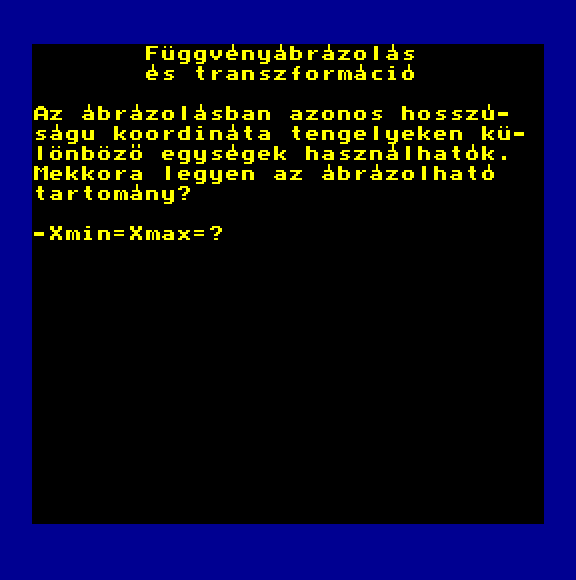 Függvényábrázolás
és transzformáció
Az ábrázolásban azonos hosszú-
ságu koordináta tengelyeken kü-
lönböző egységek használhatók.
Mekkora legyen az ábrázolható
tartomány?
-Xmin=Xmax=?